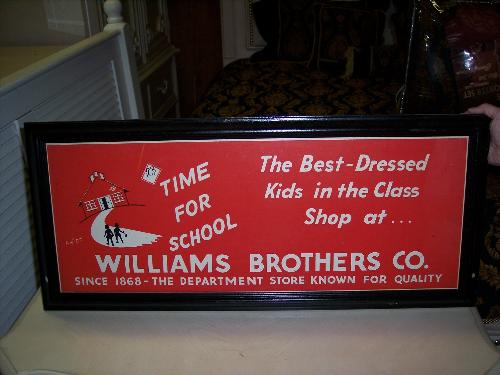 TIME
FOR
SCHOOL
The Best-Dressed
Kids in the Class
Shop at...
WILLIAMS BROTHERS CO.
SINCE 1868 - THE DEPARTMENT STORE KNOWN FOR QUALITY